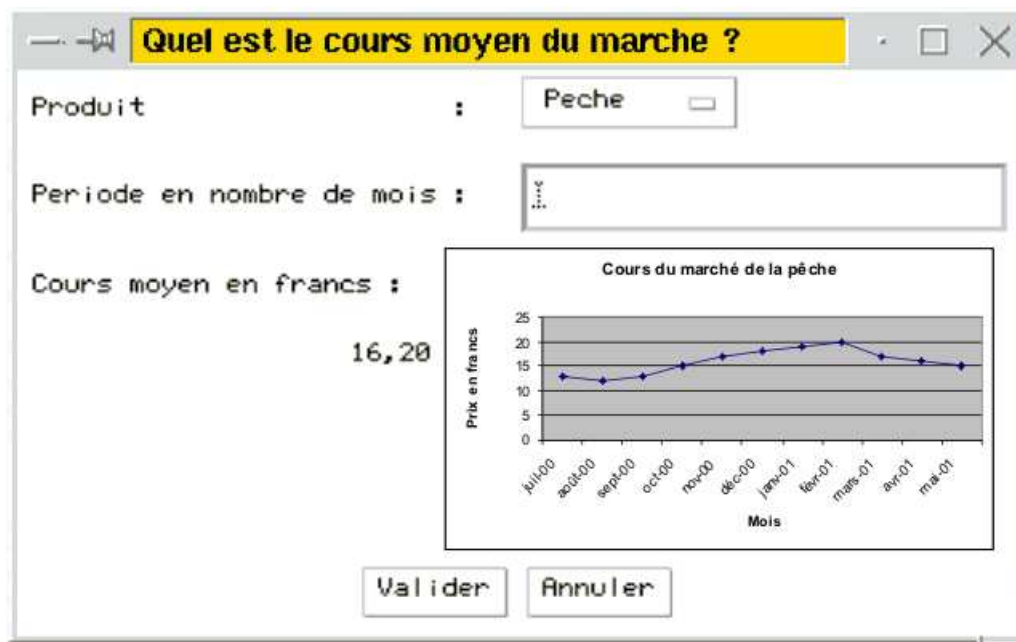 Quel est le cours moyen du marche ?
Produit : Peche
Periode en nombre de mois :
Cours moyen en francs :
16,20
Cours du marché de la pêche
Prix en francs
25
20
15
10
5
0
juil-00 août-00 sept-00 oct-00 nov-00 déc-00 janv-01 févr-01 mars-01 avr-01 mai-01
Mois
Valider Annuler